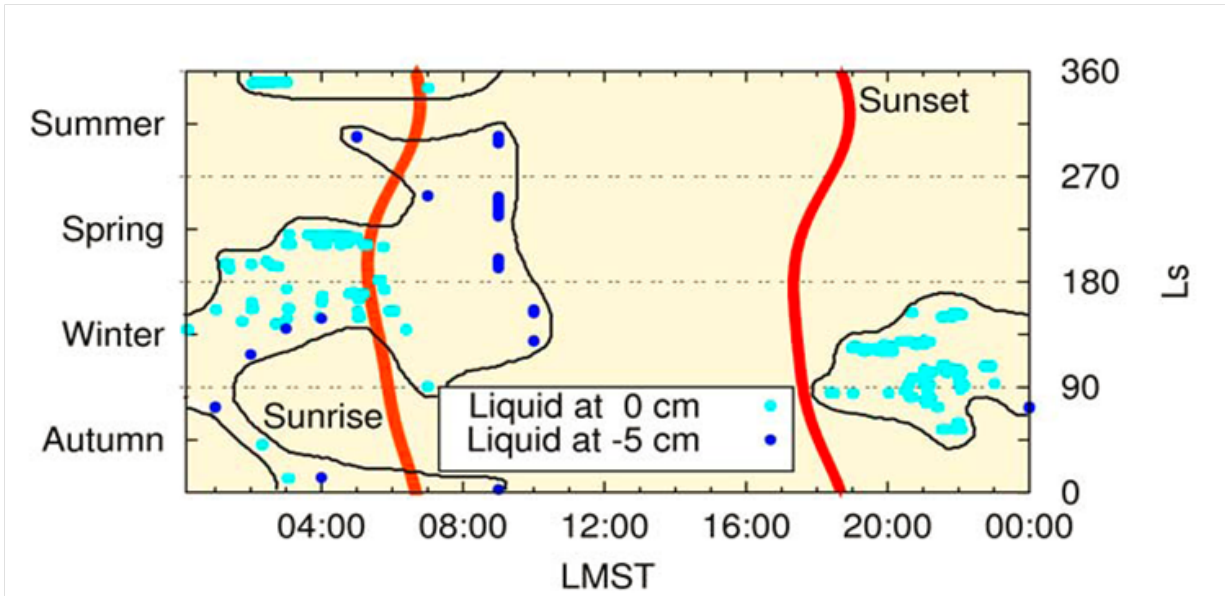 360
Summer
Sunset
270
Spring
180
Ls
Winter
90
Liquid at 0 cm
Sunrise
Liquid at -5 cm
Autumn
0
04:00 08:00 12:00 16:00 20:00 00:00
LMST